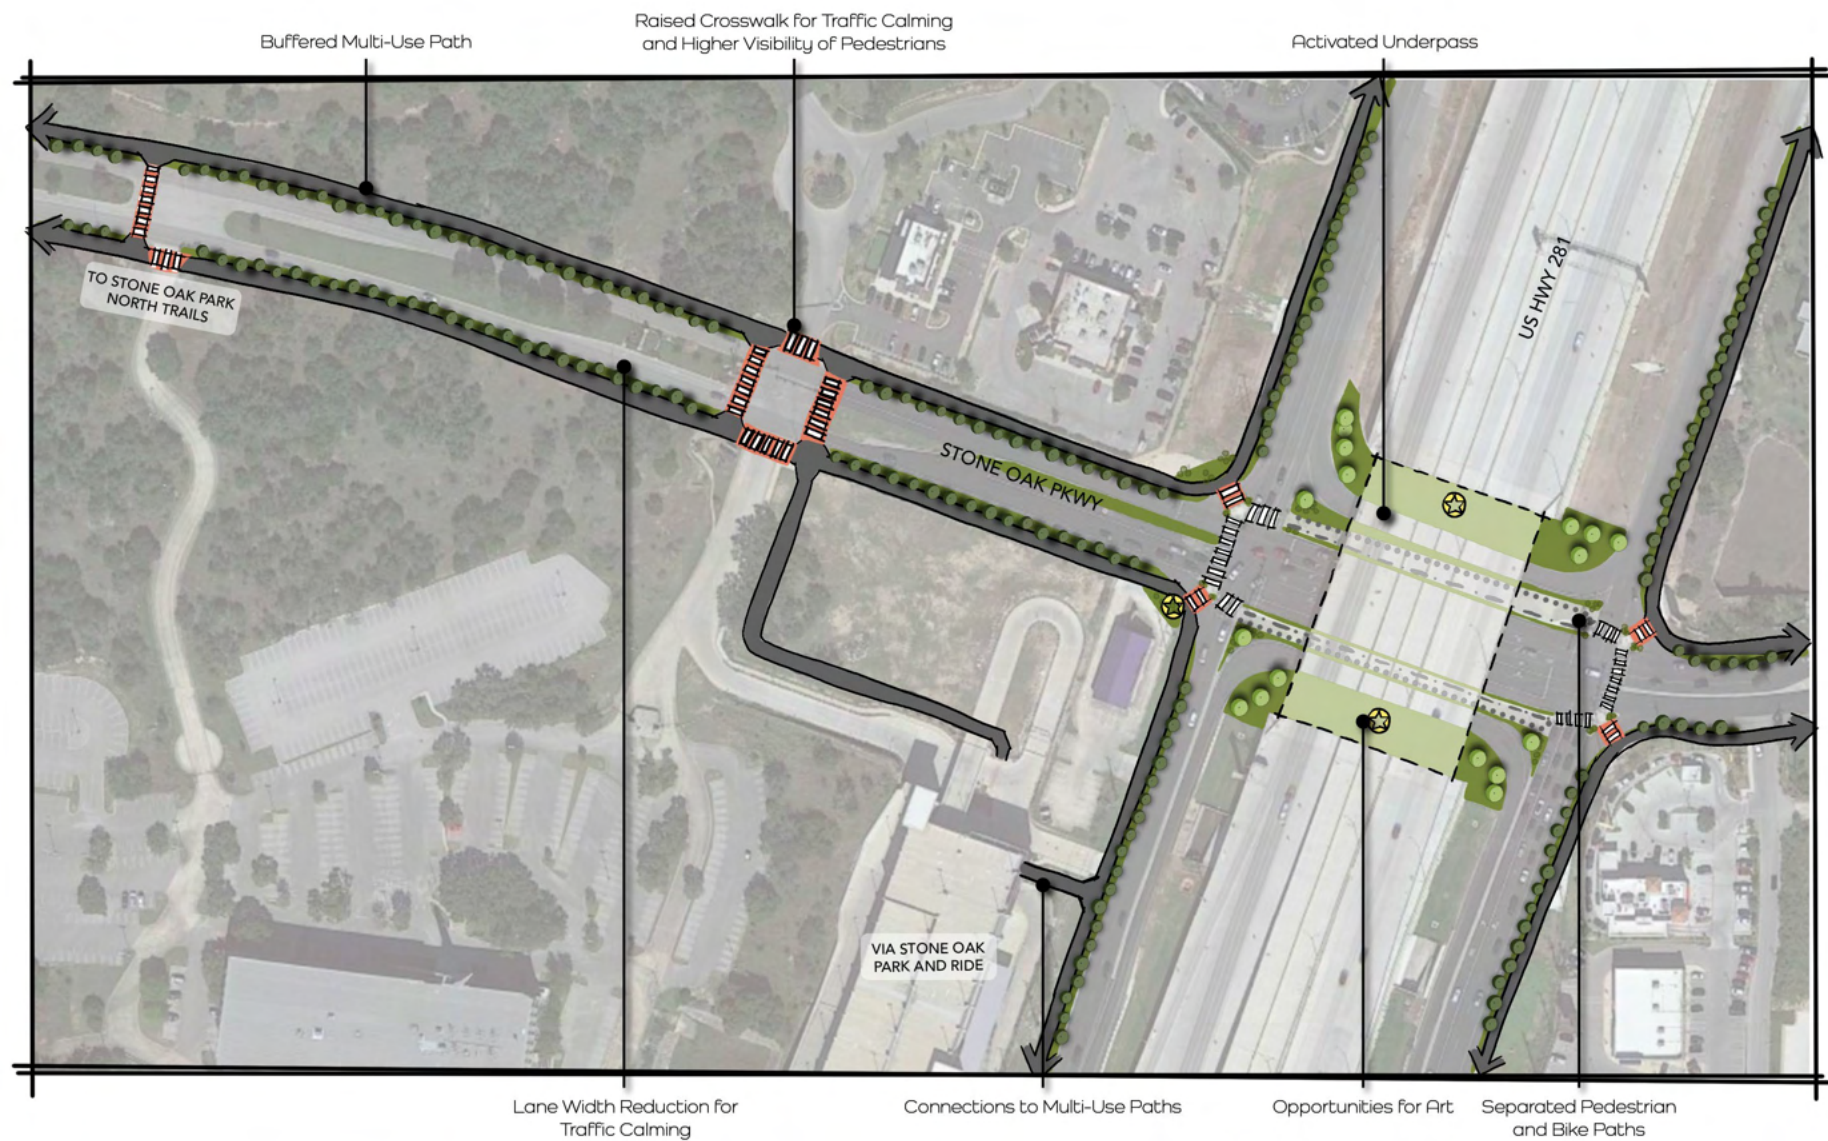 Raised Crosswalk for Traffic Calming
and Higher Visibility of Pedestrians
Buffered Multi-Use Path
Activated Underpass
US HWY 281
TO STONE OAK PARK
NORTH TRAILS
STONE OAK PKWY
VIA STONE OAK
PARK AND RIDE
Lane Width Reduction for
Traffic Calming
Connections to Multi-Use Paths
Opportunities for Art
Separated Pedestrian
and Bike Paths